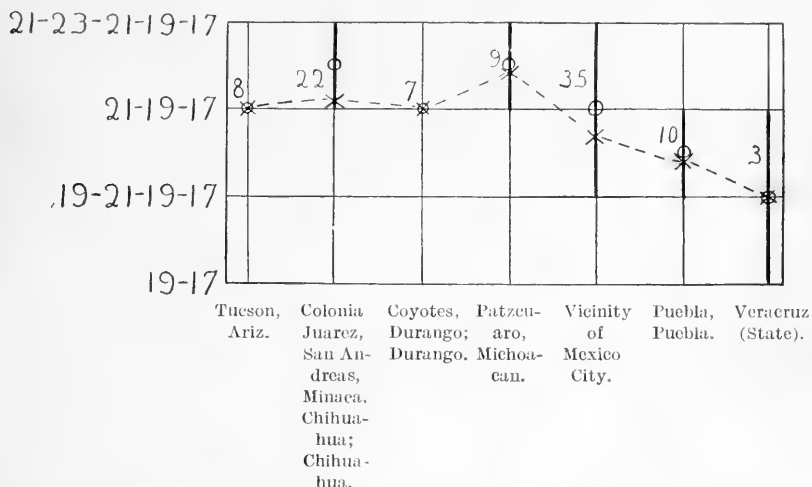 21-23-21-19-17
21-19-17
19-21-19-17
19-17
8
22
7
9
35
10
3
Tucson,
Ariz.
Colonia
Juarez,
San An-
dreas,
Minaca,
Chihua-
hua;
Chihua-
hua.
Coyotes,
Durango;
Durango.
Patzcu-
aro,
Michoa-
can.
Vicinity
of
Mexico
City.
Puebla,
Puebla.
Veracruz
(State).